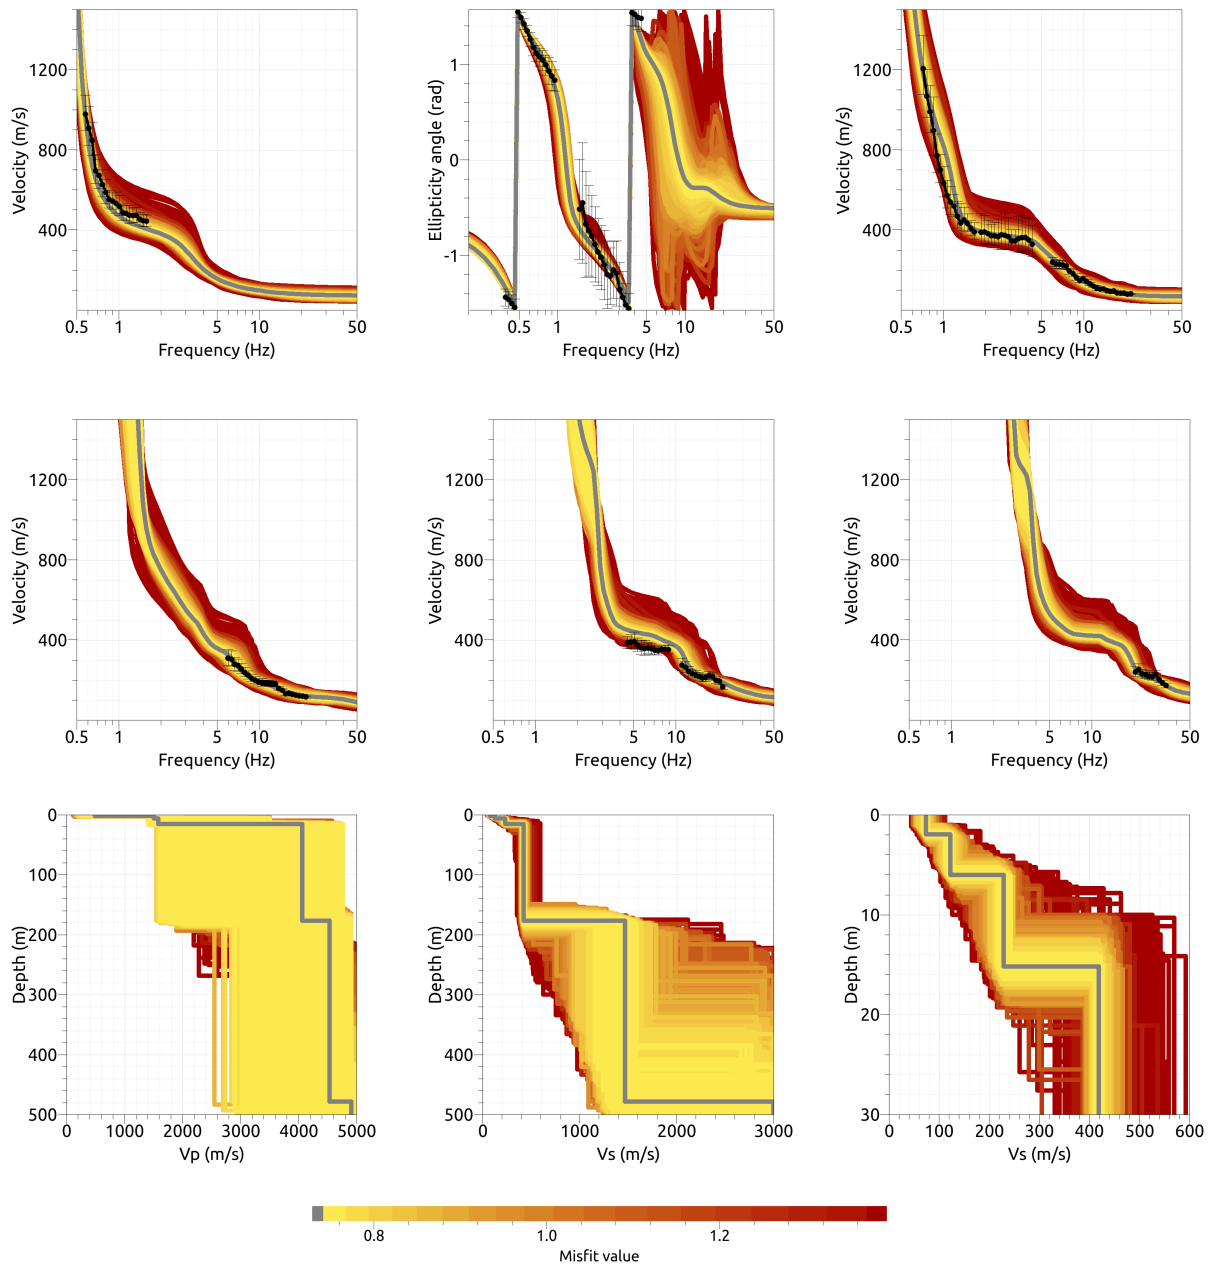 1200
800
400
Velocity (m/s)
0.5 1 5 10 50
Frequency (Hz)
1
0
-1
Ellipticity angle (rad)
0.5 1 5 10 50
Frequency (Hz)
1200
800
400
Velocity (m/s)
0.5 1 5 10 50
Frequency (Hz)
1200
800
400
Velocity (m/s)
0.5 1 5 10 50
Frequency (Hz)
1200
800
400
Velocity (m/s)
0.5 1 5 10 50
Frequency (Hz)
1200
800
400
Velocity (m/s)
0.5 1 5 10 50
Frequency (Hz)
0
100
200
300
400
500
Depth (m)
0 1000 2000 3000 4000 5000
Vp (m/s)
0
100
200
300
400
500
Depth (m)
0 1000 2000 3000
Vs (m/s)
0
10
20
30
Depth (m)
0 100 200 300 400 500 600
Vs (m/s)
0.8 1.0 1.2
Misfit value